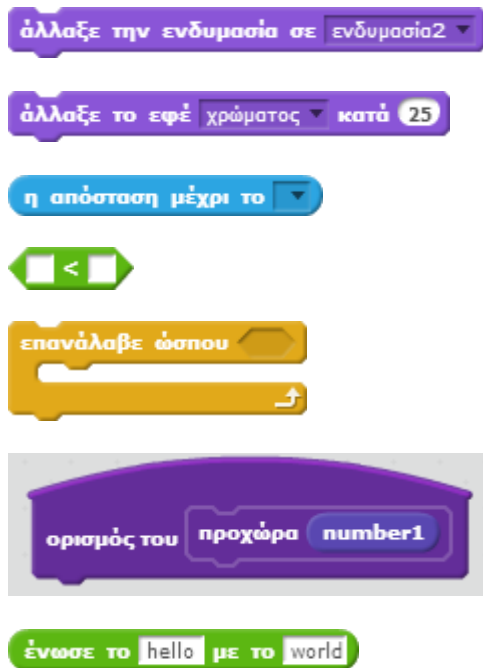 άλλαξε την ενδυμασία σε ενδυμασία2
άλλαξε το εφέ χρώματος κατά 25
η απόσταση μέχρι το
<
επανάλαβε ώσπου
ορισμός του προχώρα number1
ένωσε το hello με το world